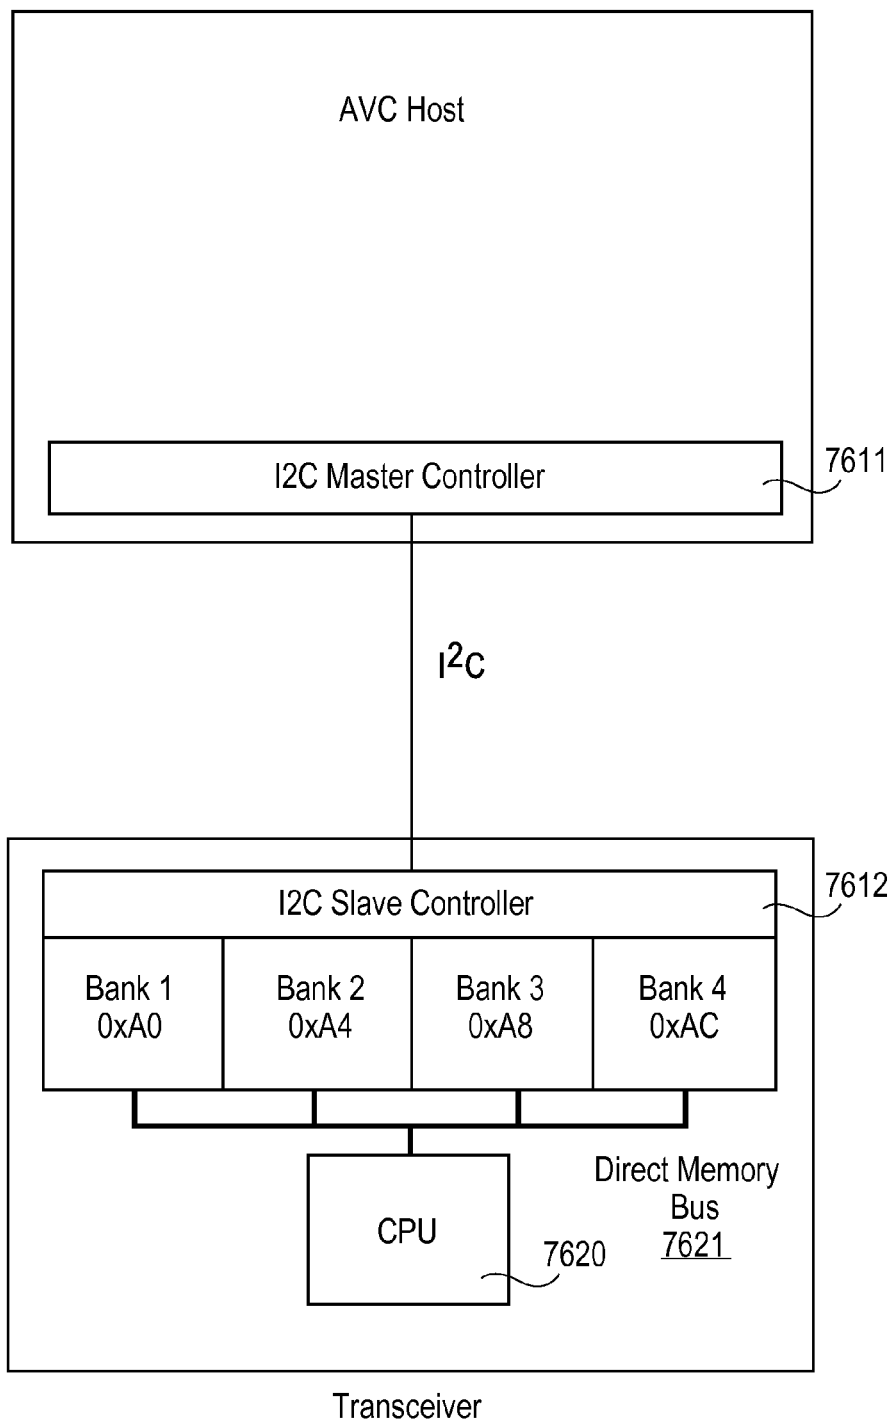 AVC Host
I2C Master Controller
7611
I²C
I2C Slave Controller
7612
Bank 1
0xA0
Bank 2
0xA4
Bank 3
0xA8
Bank 4
0xAC
CPU
7620
Direct Memory
Bus
7621
Transceiver